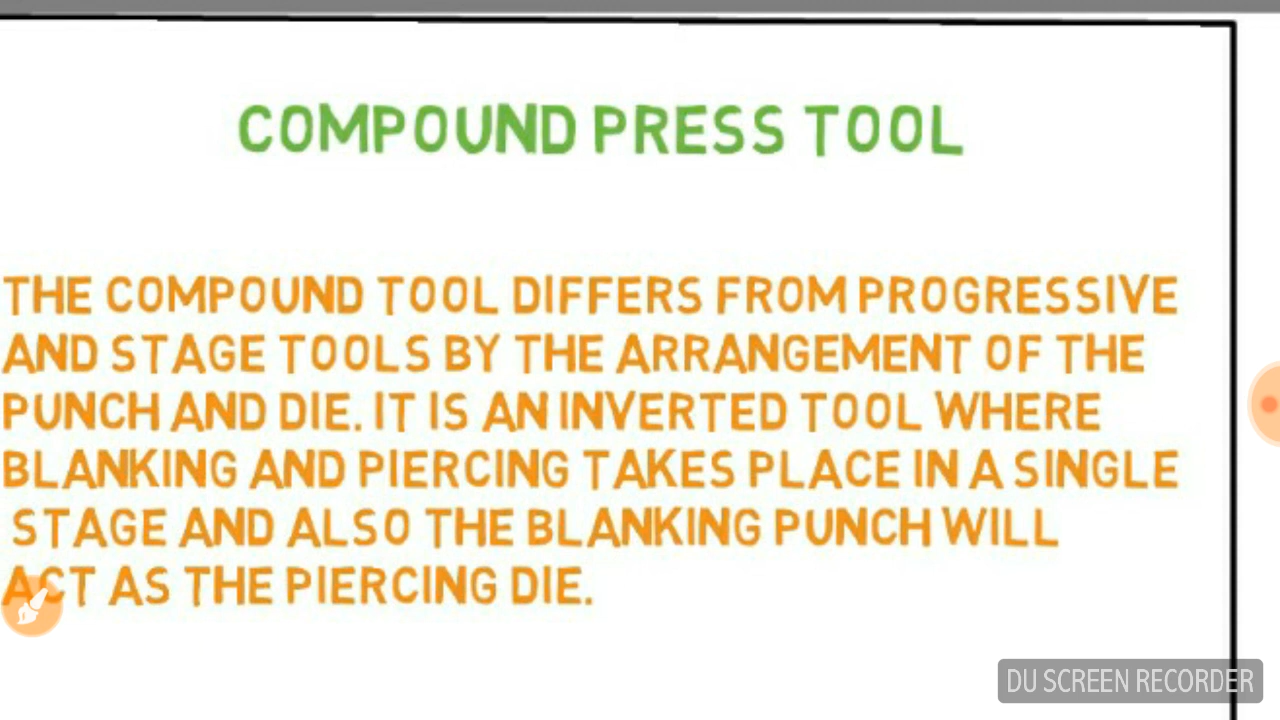 COMPOUND PRESS TOOL
THE COMPOUND TOOL DIFFERS FROM PROGRESSIVE
AND STAGE TOOLS BY THE ARRANGEMENT OF THE
PUNCH AND DIE. IT IS AN INVERTED TOOL WHERE
BLANKING AND PIERCING TAKES PLACE IN A SINGLE
STAGE AND ALSO THE BLANKING PUNCH WILL
ACT AS THE PIERCING DIE.
DU SCREEN RECORDER